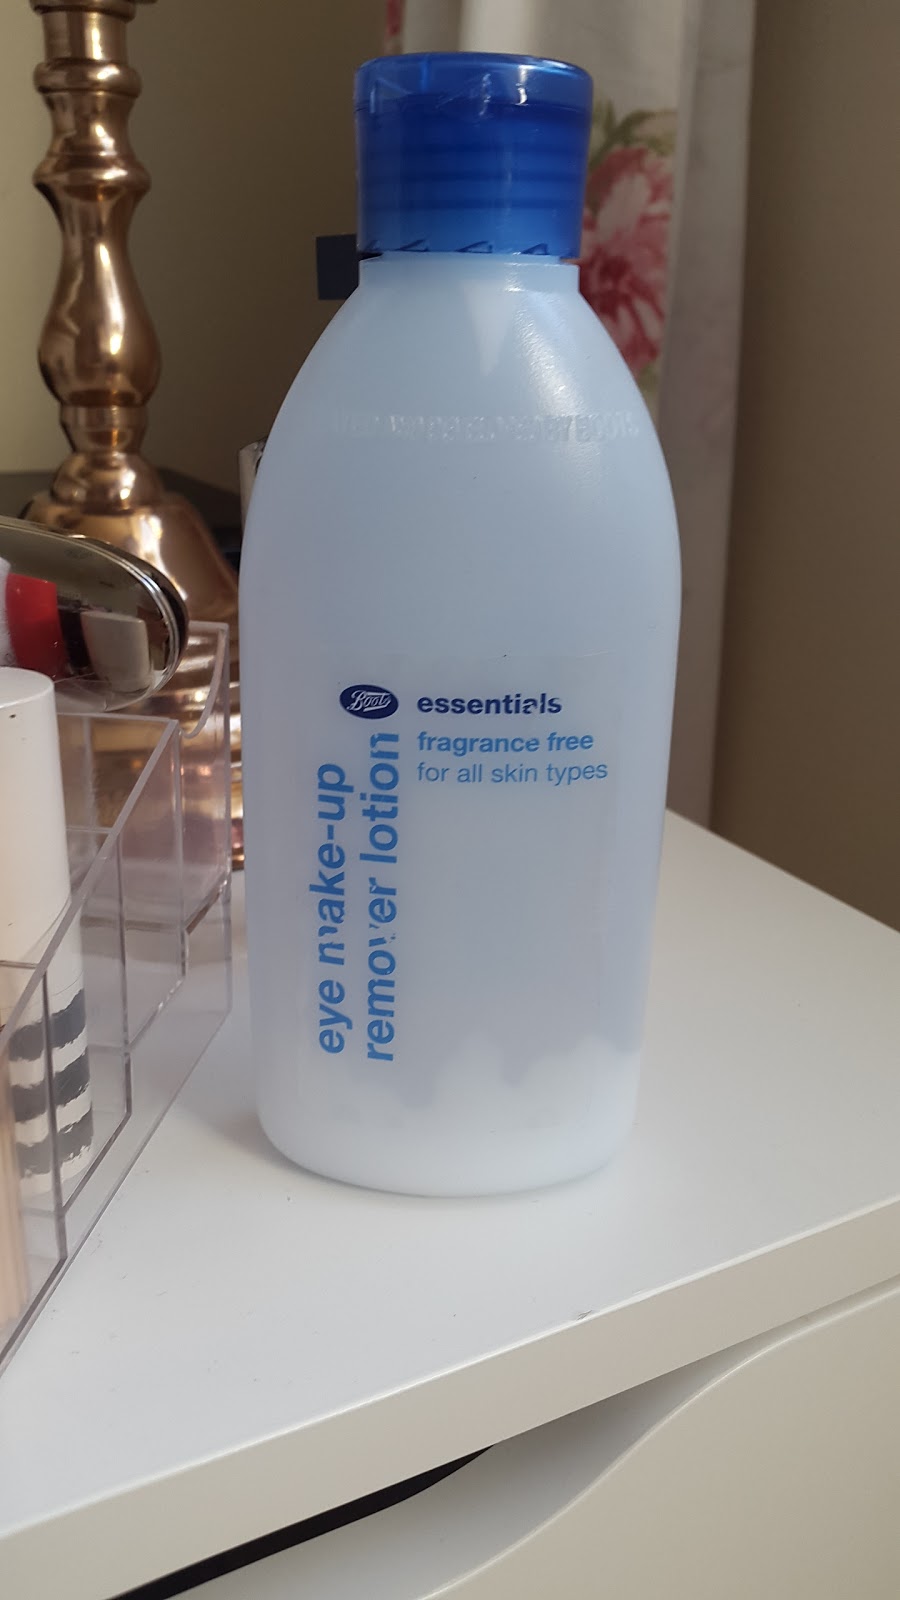 Boots
essentials
fragrance free
for all skin types
eye make-up
remover lotion